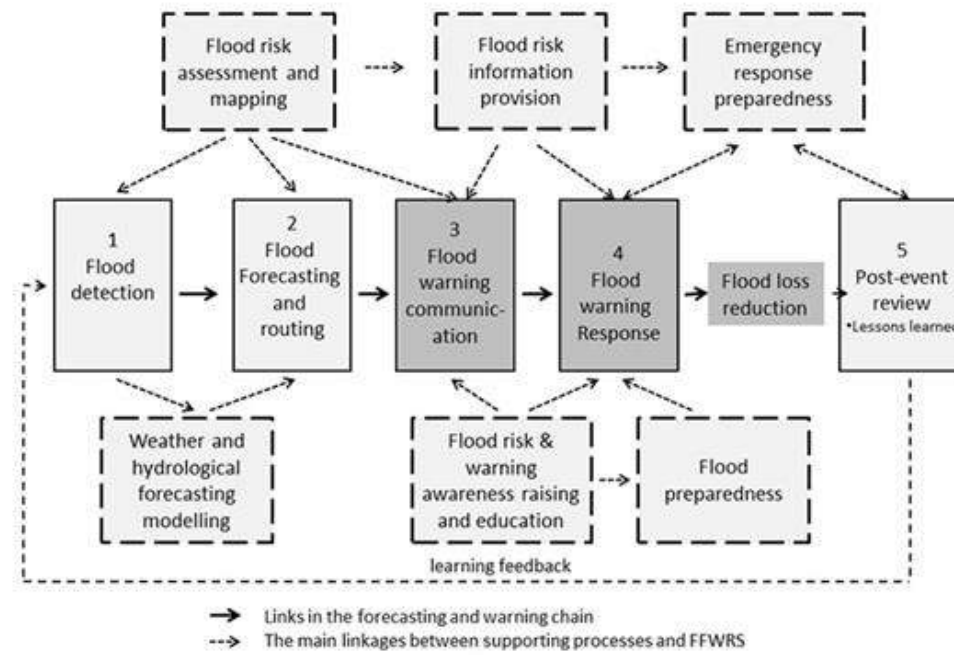 Flood risk
assessment and
mapping
Flood risk
information
provision
Emergency
response
preparedness
1
Flood
detection
2
Flood
Forecasting
and
routing
3
Flood
warning
communic-
ation
4
Flood
warning
Response
Flood loss
reduction
5
Post-event
review
•Lessons learned
Weather and
hydrological
forecasting
modelling
Flood risk &
warning
awareness raising
and education
Flood
preparedness
learning feedback
Links in the forecasting and warning chain
The main linkages between supporting processes and FFWRS